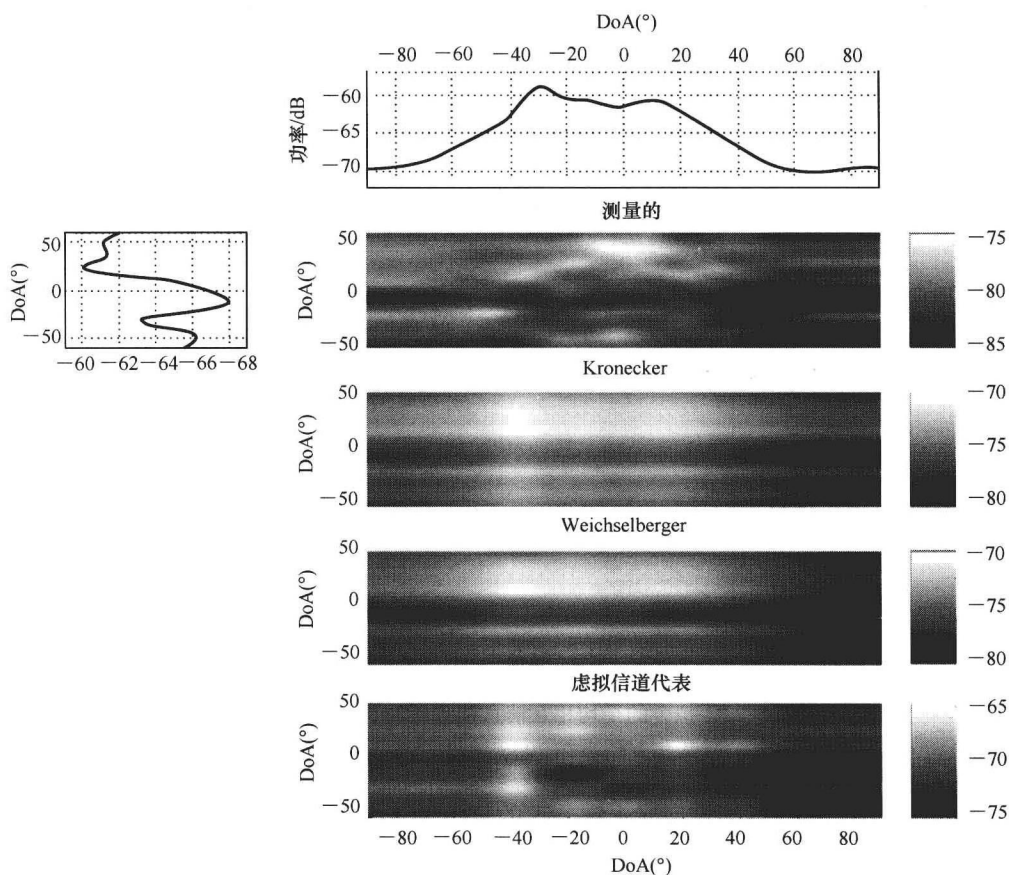 DoA(°)
−80 −60 −40 −20 0 20 40 60 80
功率/dB
−60
−65
−70
测量的
DoA(°)
50
0
−50
−60 −62 −64 −66 −68
DoA(°)
50
0
−50
−75
−80
−85
Kronecker
DoA(°)
50
0
−50
−70
−75
−80
Weichselberger
DoA(°)
50
0
−50
−70
−75
−80
虚拟信道代表
DoA(°)
50
0
−50
−65
−70
−75
−80 −60 −40 −20 0 20 40 60 80
DoA(°)